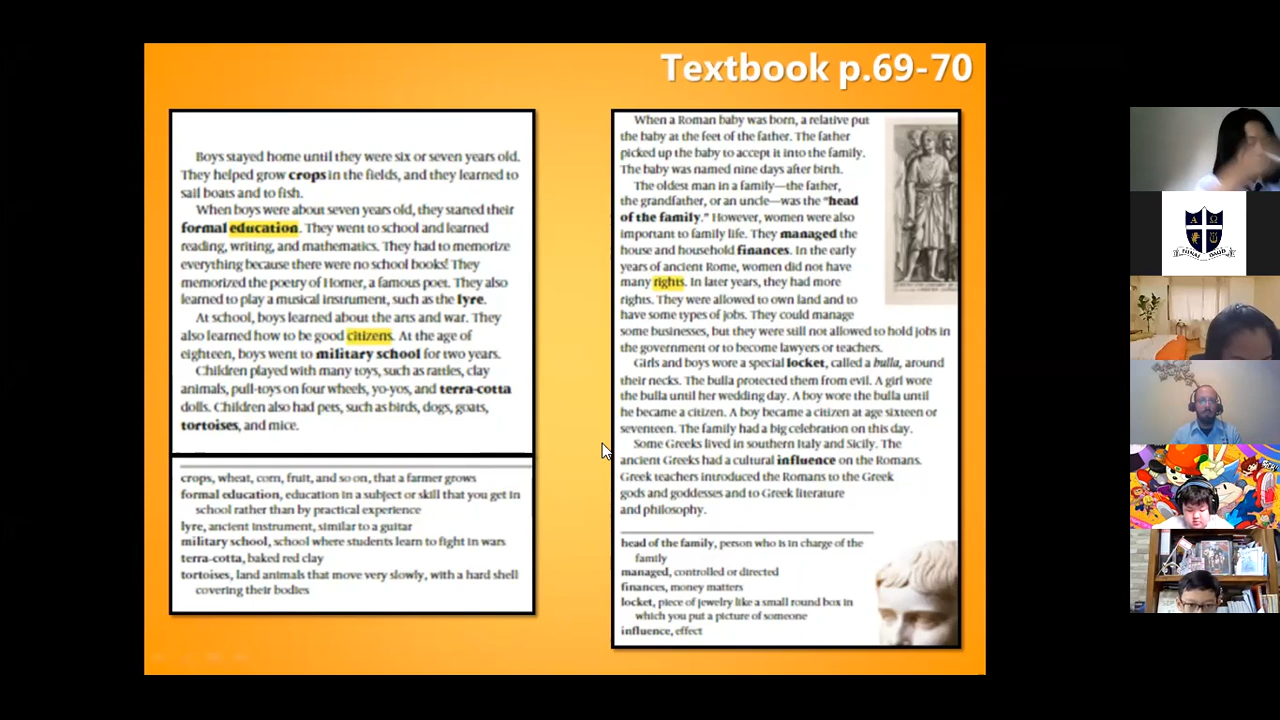 Textbook p.69-70
Boys stayed home until they were six or seven years old.
They helped grow crops in the fields, and they learned to
sail boats and to fish.
When boys were about seven years old, they started their
formal education. They went to school and learned
reading, writing, and mathematics. They had to memorize
everything because there were no school books! They
memorized the poetry of Homer, a famous poet. They also
learned to play a musical instrument, such as the lyre.
At school, boys learned about the arts and war. They
also learned how to be good citizens. At the age of
eighteen, boys went to military school for two years.
Children played with many toys, such as rattles, clay
animals, pull-toys on four wheels, yo-yos, and terra-cotta
dolls. Children also had pets, such as birds, dogs, goats,
tortoises, and mice.
crops, wheat, corn, fruit, and so on, that a farmer grows
formal education, education in a subject or skill that you get in
school rather than by practical experience
lyre, ancient instrument, similar to a guitar
military school, school where students learn to fight in wars
terra-cotta, baked red clay
tortoises, land animals that move very slowly, with a hard shell
covering their bodies
When a Roman baby was born, a relative put
the baby at the feet of the father. The father
picked up the baby to accept it into the family.
The baby was named nine days after birth.
The oldest man in a family—the father,
the grandfather, or an uncle—was the "head
of the family." However, women were also
important to family life. They managed the
house and household finances. In the early
years of ancient Rome, women did not have
many rights. In later years, they had more
rights. They were allowed to own land and to
have some types of jobs. They could manage
some businesses, but they were still not allowed to hold jobs in
the government or to become lawyers or teachers.
Girls and boys wore a special locket, called a bulla, around
their necks. The bulla protected them from evil. A girl wore
the bulla until her wedding day. A boy wore the bulla until
he became a citizen. A boy became a citizen at age sixteen or
seventeen. The family had a big celebration on this day.
Some Greeks lived in southern Italy and Sicily. The
ancient Greeks had a cultural influence on the Romans.
Greek teachers introduced the Romans to the Greek
gods and goddesses and to Greek literature
and philosophy.
head of the family, person who is in charge of the
family
managed, controlled or directed
finances, money matters
locket, piece of jewelry like a small round box in
which you put a picture of someone
influence, effect
Α Ω